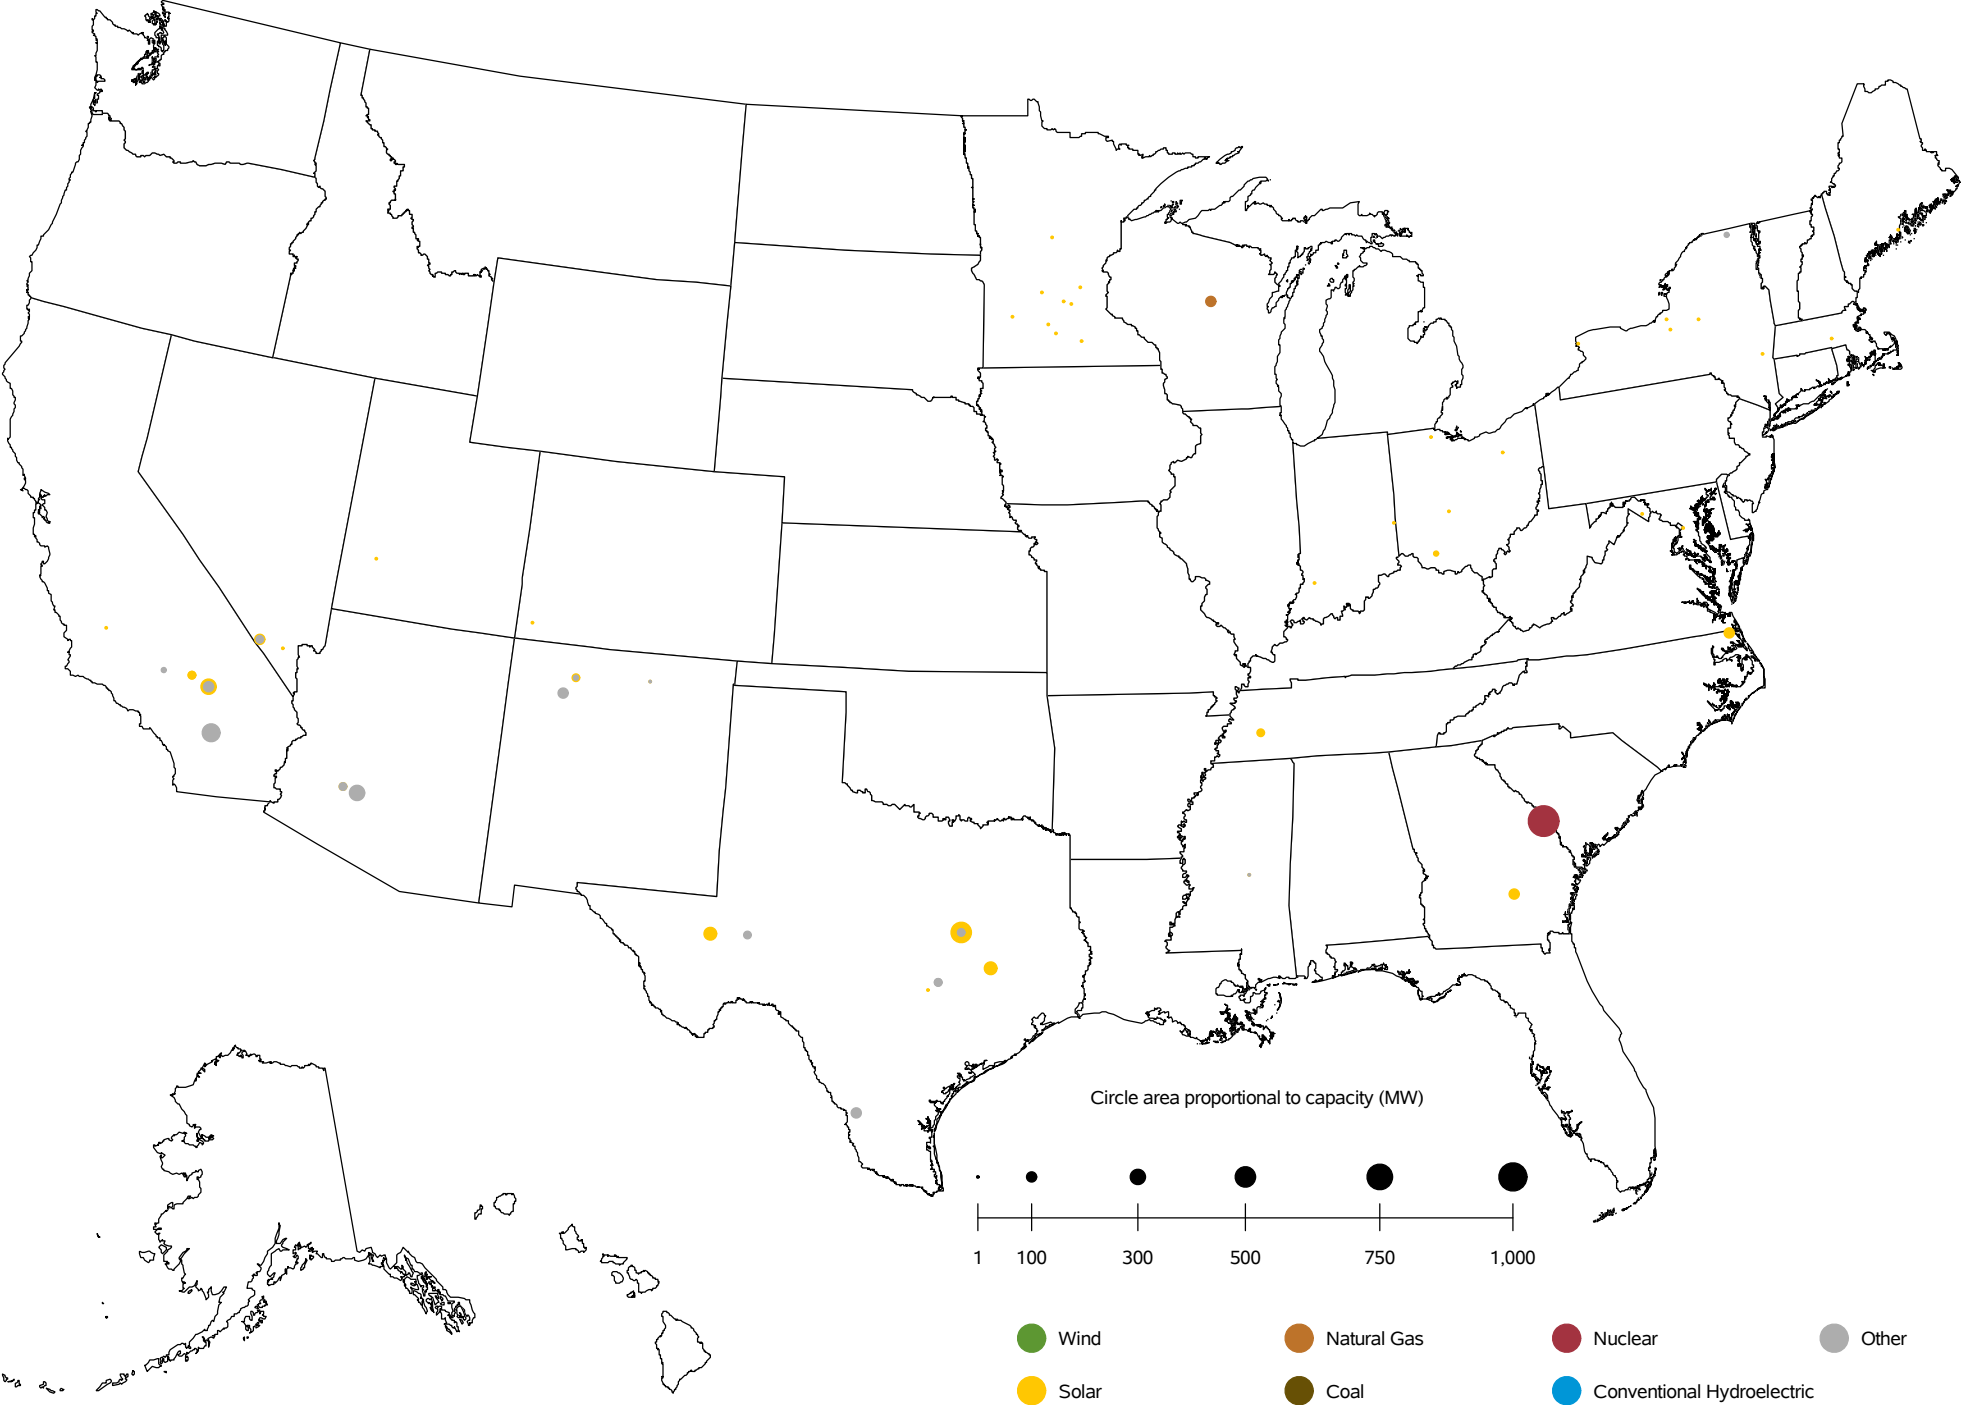 Circle area proportional to capacity (MW)
1 100 300 500 750 1,000
Wind Natural Gas Nuclear Other
Solar Coal Conventional Hydroelectric